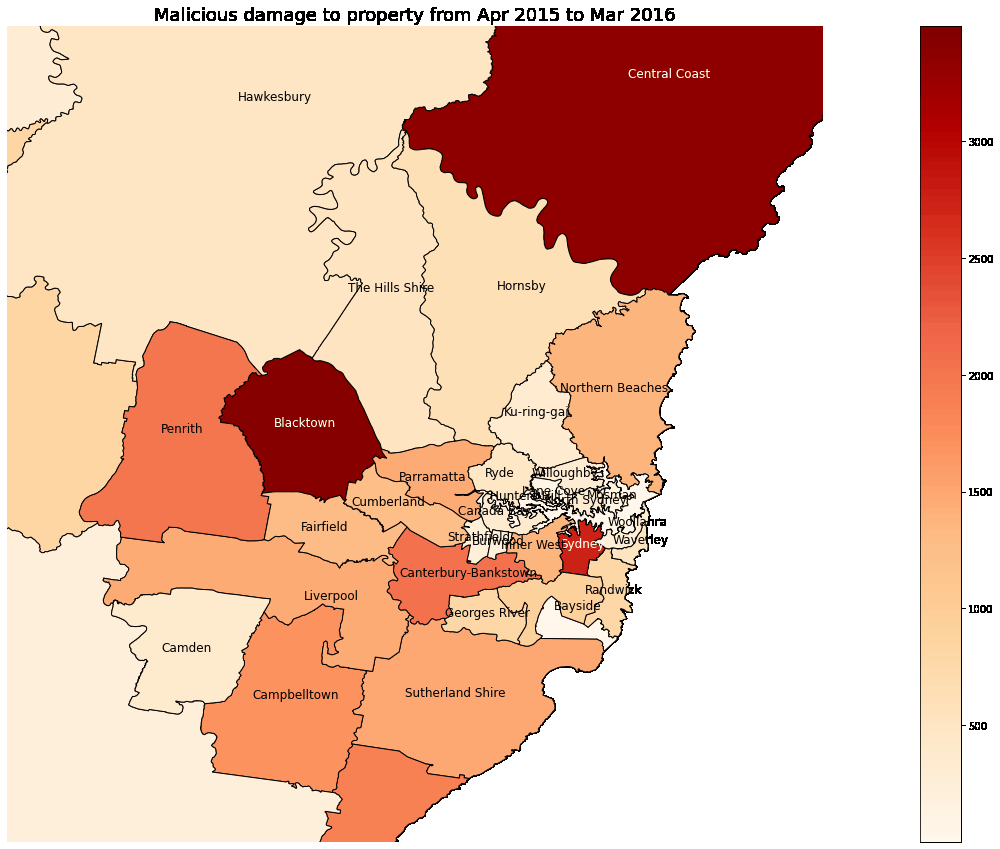 Malicious damage to property from Apr 2015 to Mar 2016
Central Coast
Hawkesbury
3000
2500
The Hills Shire
Hornsby
2000
Northern Beaches
Ku-ring-gai
Blacktown
Penrith
Parramatta
Ryde
Willoughby
Lane Cove
Hunters Hill
Mosman
North Sydney
1500
Cumberland
Canada Bay
Woollahra
Fairfield
Strathfield
Burwood
Inner West
Sydney
Waverley
Canterbury-Bankstown
Liverpool
Randwick
Bayside
Georges River
1000
Camden
Campbelltown
Sutherland Shire
500